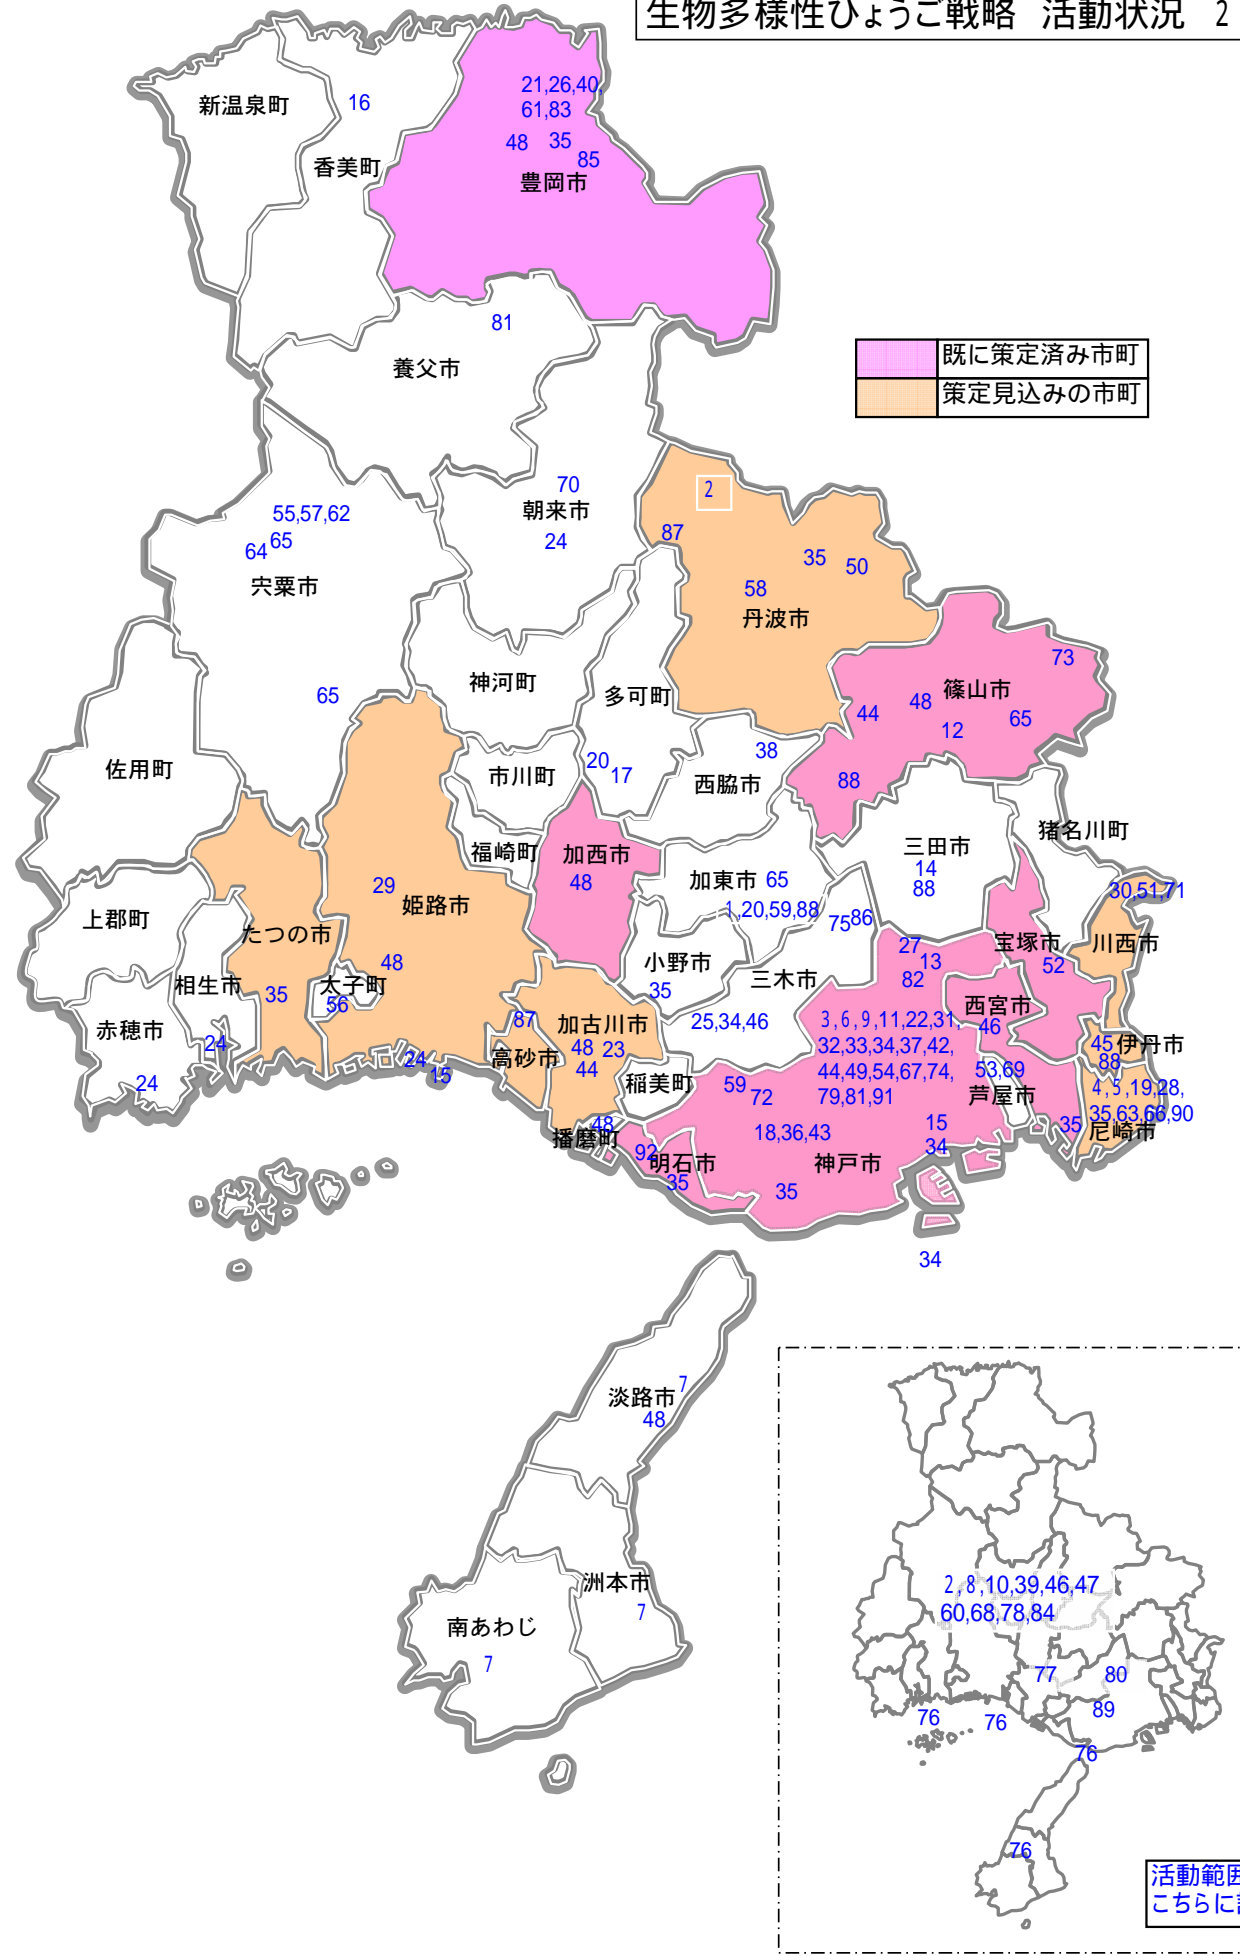 生物多様性ひょうご戦略 活動状況 2
21,26,40,
61,83
48
35
85
豊岡市
新温泉町
16
香美町
81
養父市
既に策定済み市町
策定見込みの市町
2
87
35
50
58
丹波市
70
朝来市
24
55,57,62
64
65
宍粟市
65
73
篠山市
48
44
12
65
88
神河町
多可町
20
17
38
西脇市
佐用町
市川町
福崎町
加西市
48
三田市
14
88
猪名川町
加東市
65
1,20,59,88
75
86
30,51,71
川西市
29
姫路市
48
上郡町
たつの市
35
太子町
56
相生市
24
赤穂市
24
24
15
小野市
35
三木市
25,34,46
27
13
82
宝塚市
52
西宮市
46
45
伊丹市
88
87
高砂市
加古川市
48
23
44
稲美町
48
播磨町
3,6,9,11,22,31,
32,33,34,37,42,
44,49,54,67,74,
79,81,91
53,69
芦屋市
4,5,19,28,
35,63,66,90
尼崎市
35
59
72
18,36,43
神戸市
15
34
35
92
明石市
35
34
7
淡路市
48
洲本市
7
南あわじ
7
2,8,10,39,46,47
60,68,78,84
77
80
89
76
76
76
76
活動範囲
こちらに